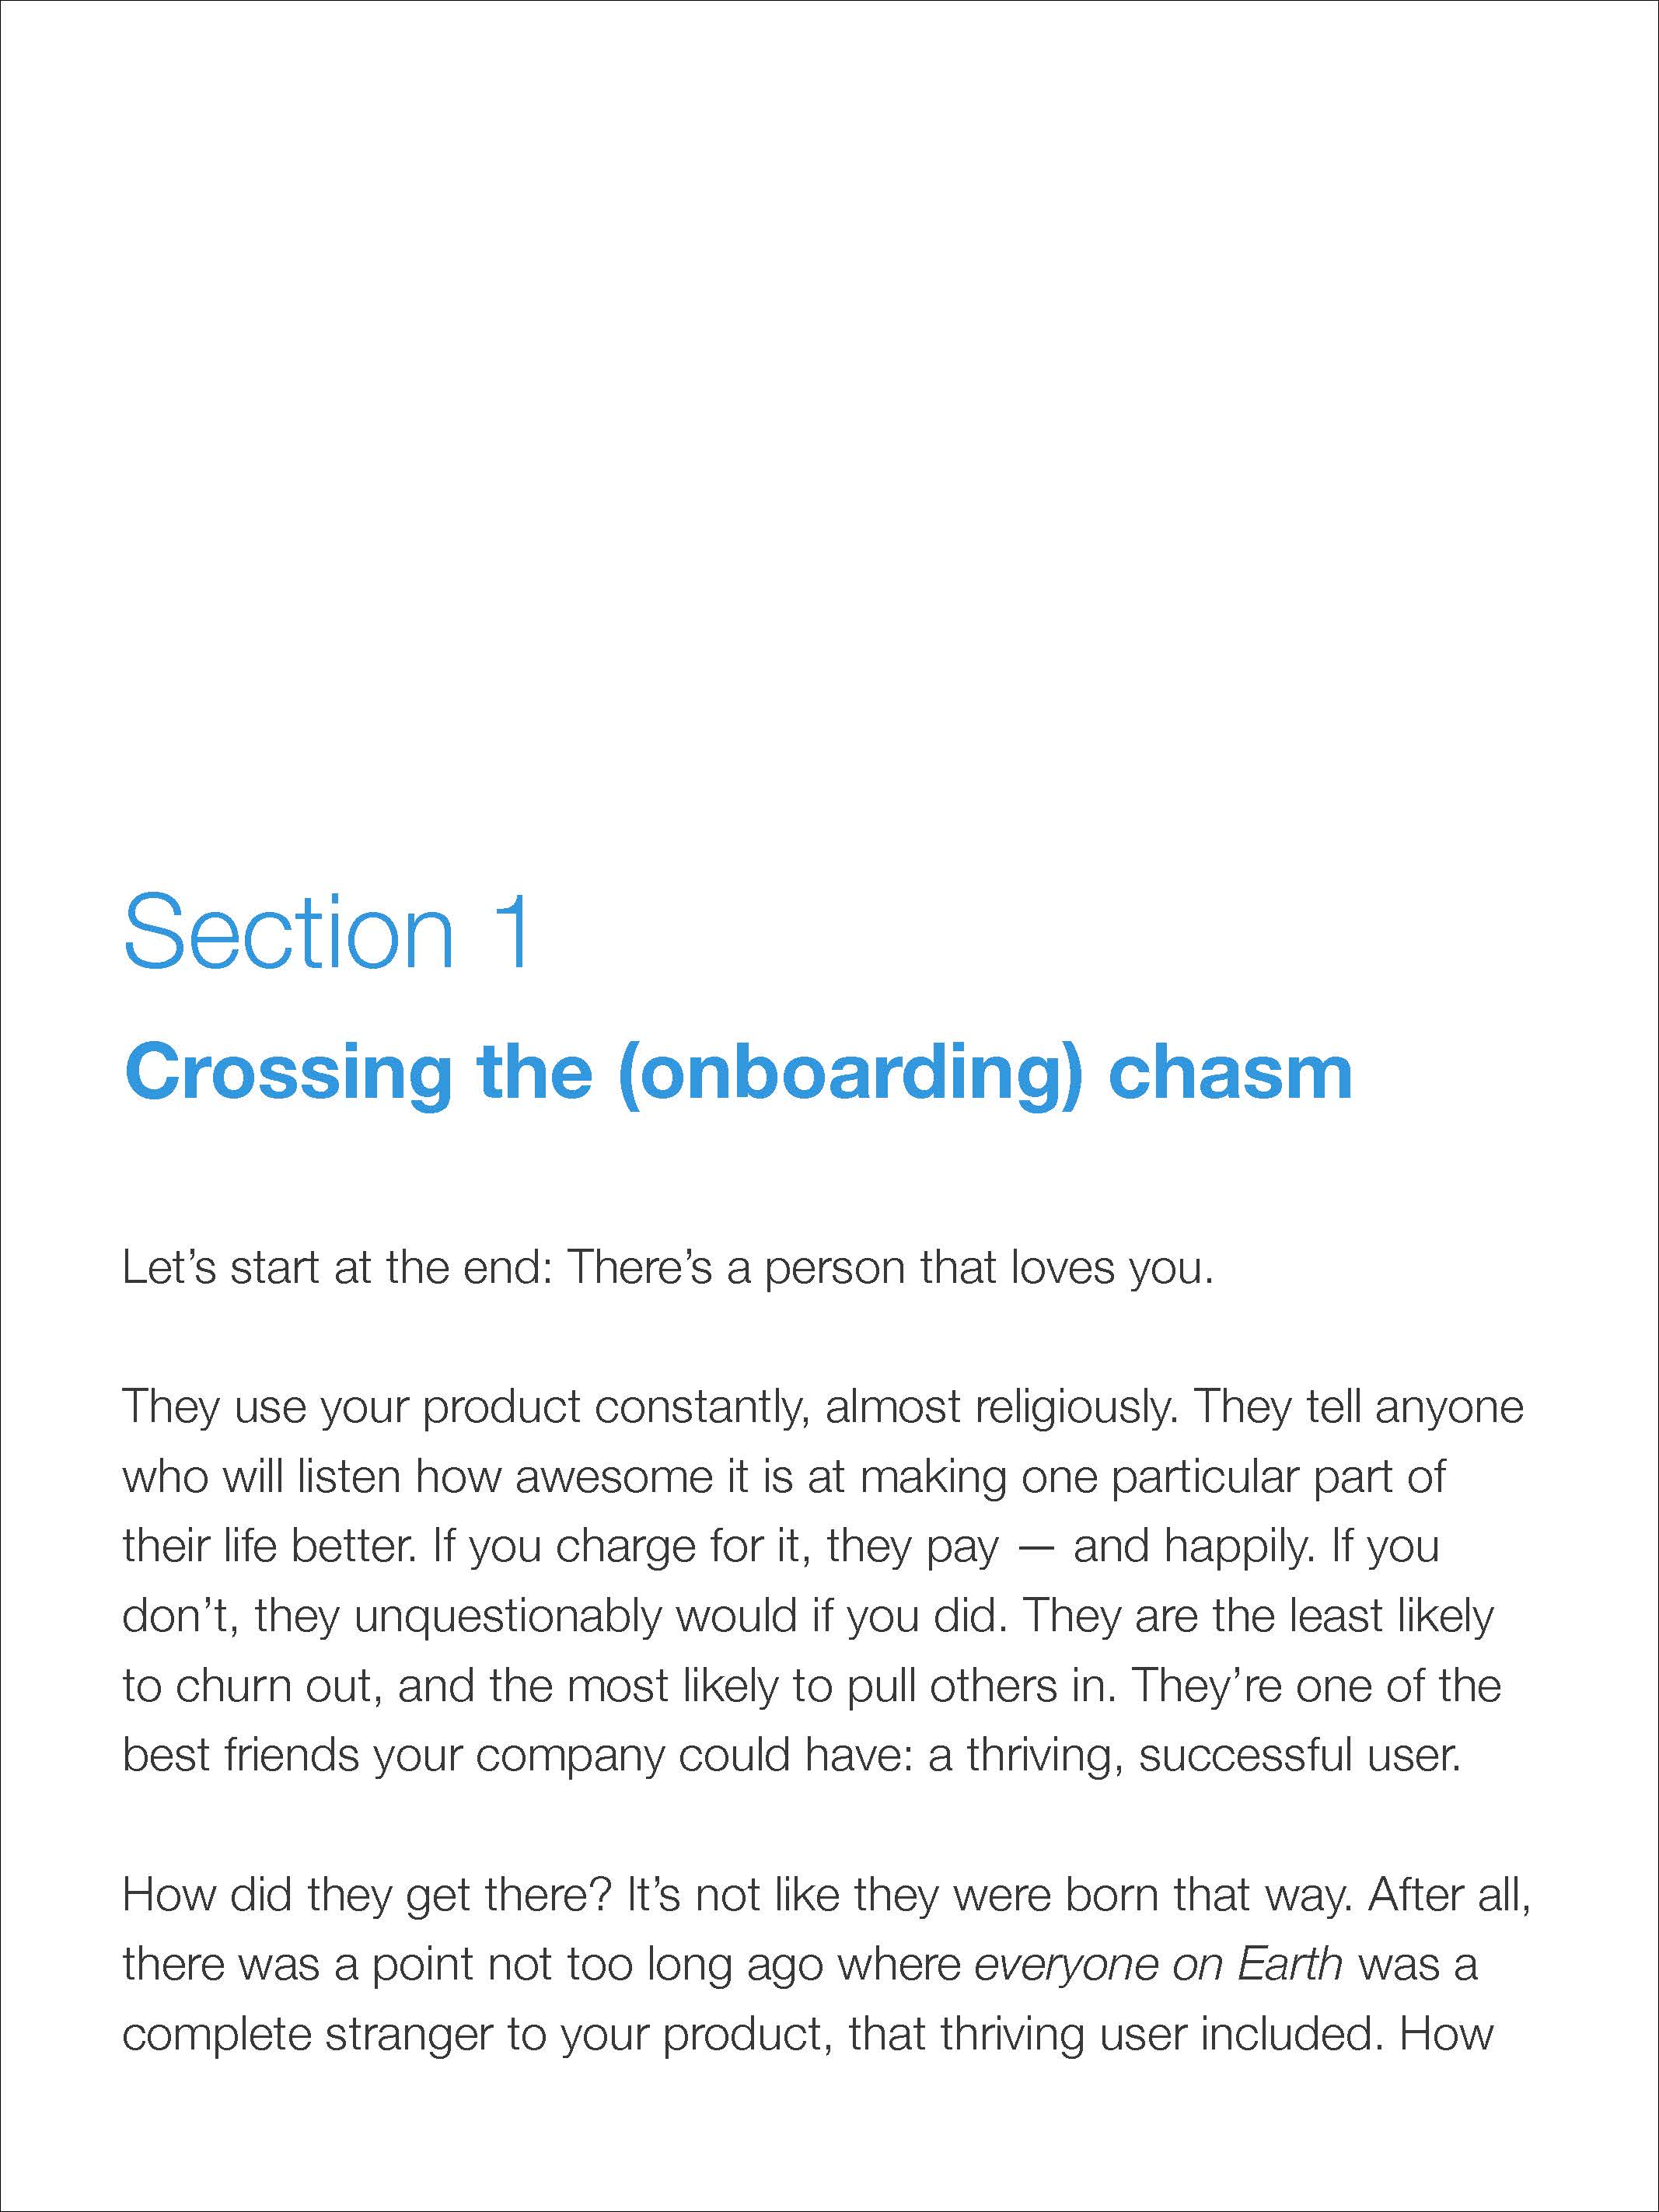 Section 1
Crossing the (onboarding) chasm
Let’s start at the end: There’s a person that loves you.
They use your product constantly, almost religiously. They tell anyone
who will listen how awesome it is at making one particular part of
their life better. If you charge for it, they pay — and happily. If you
don’t, they unquestionably would if you did. They are the least likely
to churn out, and the most likely to pull others in. They’re one of the
best friends your company could have: a thriving, successful user.
How did they get there? It’s not like they were born that way. After all,
there was a point not too long ago where everyone on Earth was a
complete stranger to your product, that thriving user included. How